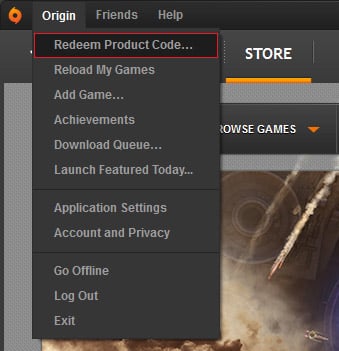 Origin Friends Help
Redeem Product Code...
Reload My Games
Add Game...
Achievements
Download Queue...
Launch Featured Today...
Application Settings
Account and Privacy
Go Offline
Log Out
Exit
STORE
ROWSE GAMES